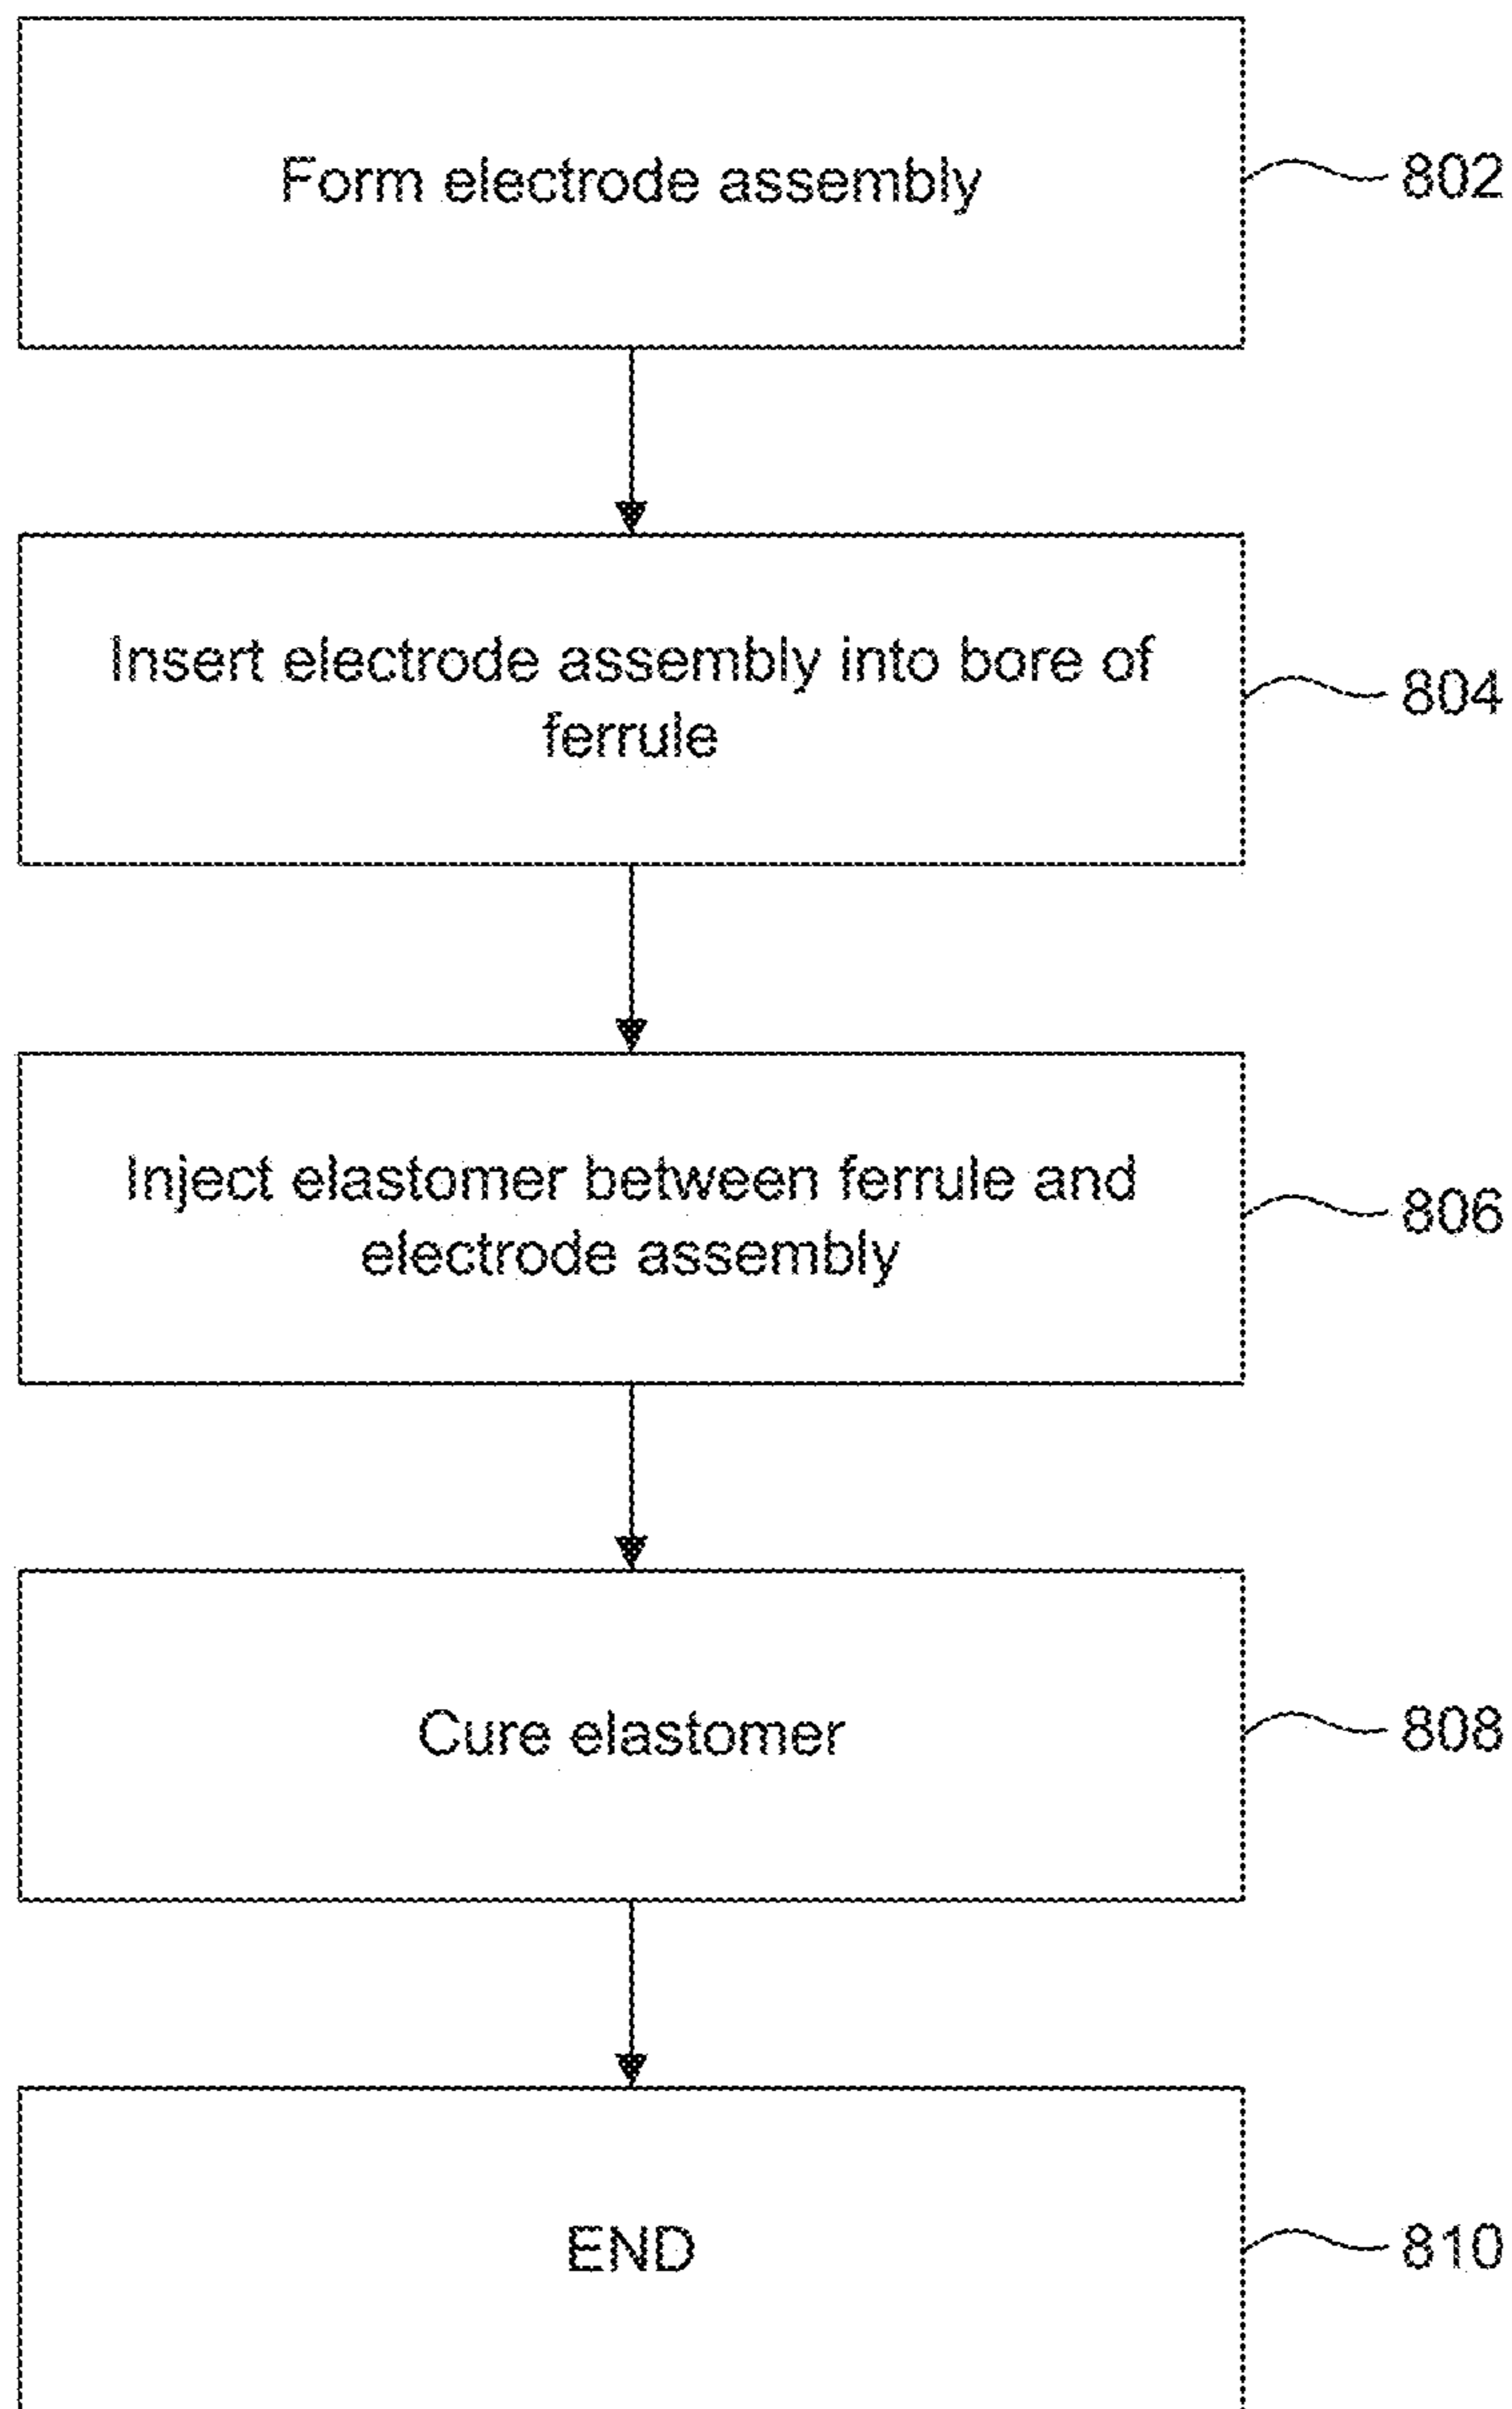 Form electrode assembly
802
Insert electrode assembly into bore of
ferrule
804
Inject elastomer between ferrule and
electrode assembly
806
Cure elastomer
808
END
810